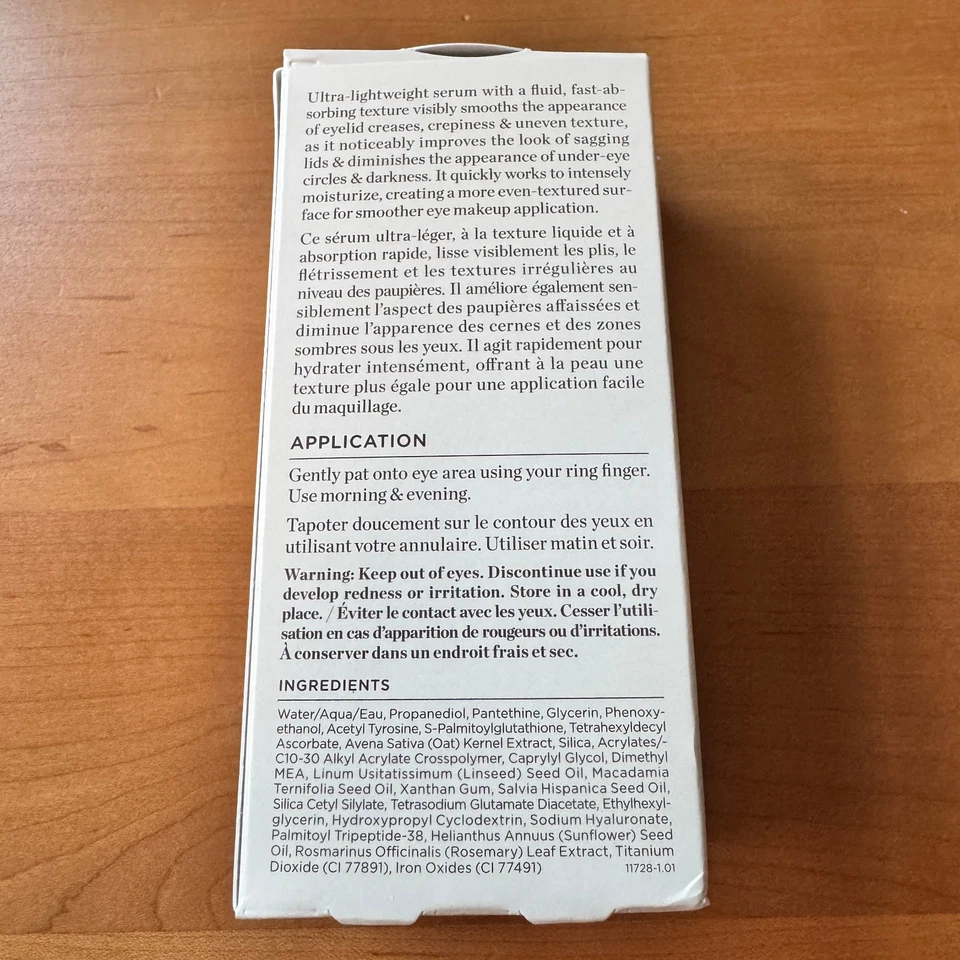 Ultra-lightweight serum with a fluid, fast-ab-
sorbing texture visibly smooths the appearance
of eyelid creases, crepiness & uneven texture,
as it noticeably improves the look of sagging
lids & diminishes the appearance of under-eye
circles & darkness. It quickly works to intensely
moisturize, creating a more even-textured sur-
face for smoother eye makeup application.
Ce sérum ultra-léger, à la texture liquide et à
absorption rapide, lisse visiblement les plis, le
flétrissement et les textures irrégulières au
niveau des paupières. Il améliore également sen-
siblement l'aspect des paupières affaissées et
diminue l'apparence des cernes et des zones
sombres sous les yeux. Il agit rapidement pour
hydrater intensément, offrant à la peau une
texture plus égale pour une application facile
du maquillage.
APPLICATION
Gently pat onto eye area using your ring finger.
Use morning & evening.
Tapoter doucement sur le contour des yeux en
utilisant votre annulaire. Utiliser matin et soir.
Warning: Keep out of eyes. Discontinue use if you
develop redness or irritation. Store in a cool, dry
place. / Éviter le contact avec les yeux. Cesser l'utili-
sation en cas d'apparition de rougeurs ou d'irritations.
À conserver dans un endroit frais et sec.
INGREDIENTS
Water/Aqua/Eau, Propanediol, Pantethine, Glycerin, Phenoxy-
ethanol, Acetyl Tyrosine, S-Palmitoylglutathione, Tetrahexyldecyl
Ascorbate, Avena Sativa (Oat) Kernel Extract, Silica, Acrylates/-
C10-30 Alkyl Acrylate Crosspolymer, Caprylyl Glycol, Dimethyl
MEA, Linum Usitatissimum (Linseed) Seed Oil, Macadamia
Ternifolia Seed Oil, Xanthan Gum, Salvia Hispanica Seed Oil,
Silica Cetyl Silylate, Tetrasodium Glutamate Diacetate, Ethylhexyl-
glycerin, Hydroxypropyl Cyclodextrin, Sodium Hyaluronate,
Palmitoyl Tripeptide-38, Helianthus Annuus (Sunflower) Seed
Oil, Rosmarinus Officinalis (Rosemary) Leaf Extract, Titanium
Dioxide (CI 77891), Iron Oxides (CI 77491) 11728-1.01